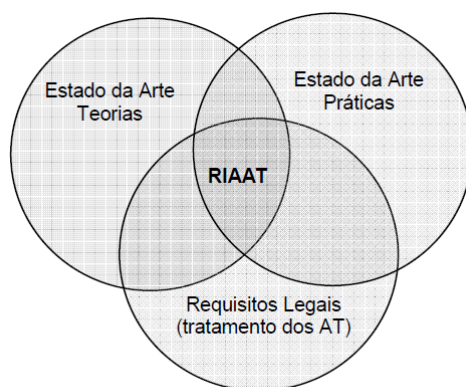 Estado da Arte
Teorias
Estado da Arte
Práticas
RIAAT
Requisitos Legais
(tratamento dos AT)